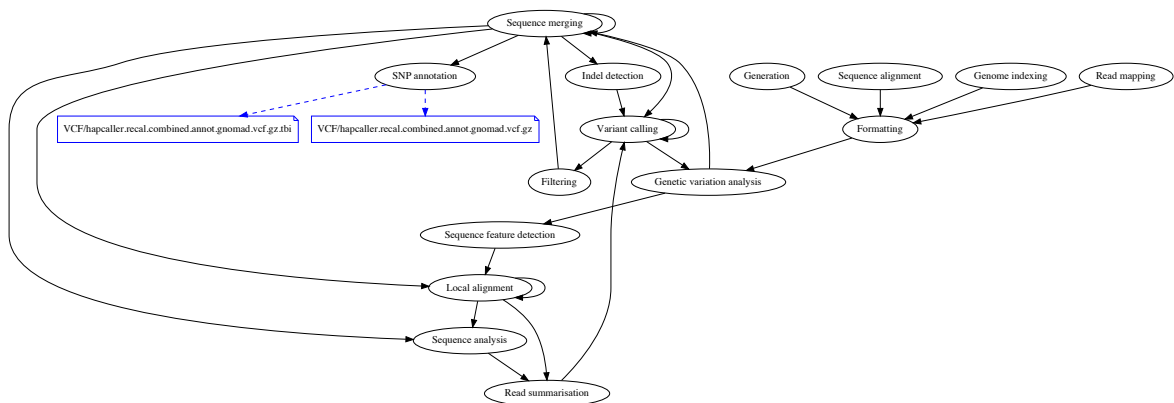 Sequence merging
SNP annotation
Indel detection
Generation
Sequence alignment
Genome indexing
Read mapping
VCF/hapcaller.recal.combined.annot.gnomad.vcf.gz.tbi
VCF/hapcaller.recal.combined.annot.gnomad.vcf.gz
Variant calling
Formatting
Filtering
Genetic variation analysis
Sequence feature detection
Local alignment
Sequence analysis
Read summarisation